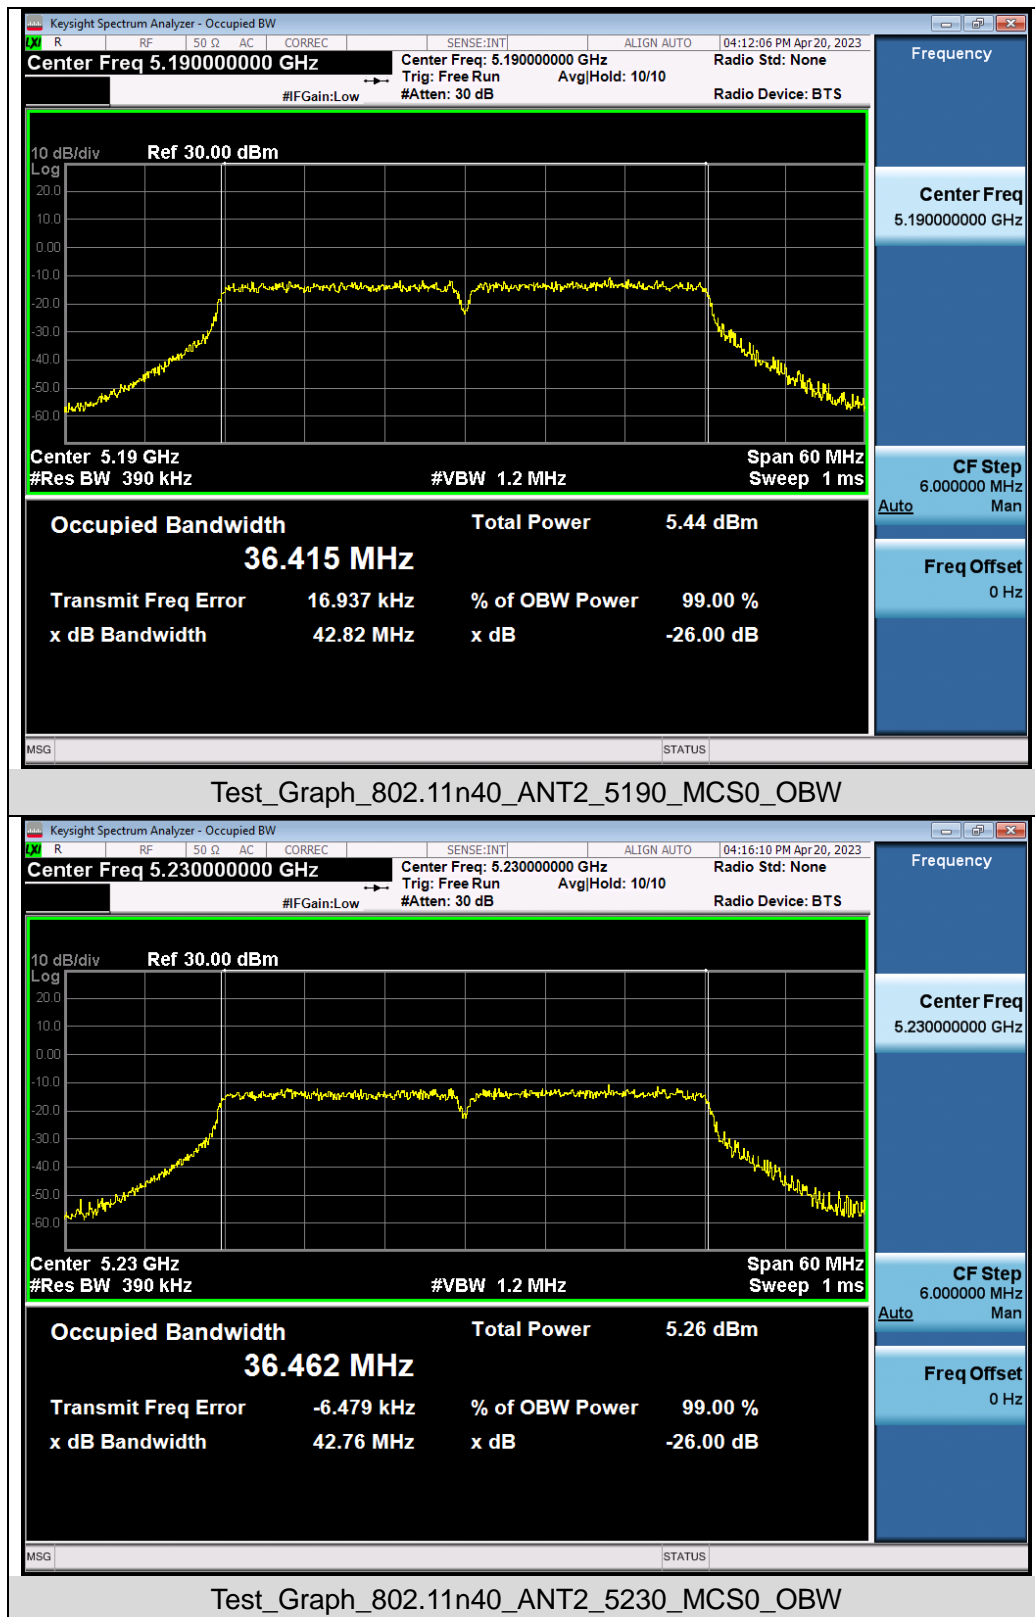 Keysight Spectrum Analyzer - Occupied BW
LXI R RF 50 Ω AC CORREC SENSE:INT ALIGN AUTO 04:12:06 PM Apr 20, 2023
Center Freq 5.190000000 GHz Center Freq: 5.190000000 GHz Radio Std: None
Trig: Free Run Avg|Hold: 10/10
#IFGain:Low #Atten: 30 dB Radio Device: BTS
10 dB/div Ref 30.00 dBm
Log
20.0
10.0
0.00
-10.0
-20.0
-30.0
-40.0
-50.0
-60.0
Center 5.19 GHz Span 60 MHz
#Res BW 390 kHz #VBW 1.2 MHz Sweep 1 ms
Occupied Bandwidth Total Power 5.44 dBm
36.415 MHz
Transmit Freq Error 16.937 kHz % of OBW Power 99.00 %
x dB Bandwidth 42.82 MHz x dB -26.00 dB
MSG STATUS
Frequency
Center Freq
5.190000000 GHz
CF Step
6.000000 MHz
Auto Man
Freq Offset
0 Hz
Test_Graph_802.11n40_ANT2_5190_MCS0_OBW
Keysight Spectrum Analyzer - Occupied BW
LXI R RF 50 Ω AC CORREC SENSE:INT ALIGN AUTO 04:16:10 PM Apr 20, 2023
Center Freq 5.230000000 GHz Center Freq: 5.230000000 GHz Radio Std: None
Trig: Free Run Avg|Hold: 10/10
#IFGain:Low #Atten: 30 dB Radio Device: BTS
10 dB/div Ref 30.00 dBm
Log
20.0
10.0
0.00
-10.0
-20.0
-30.0
-40.0
-50.0
-60.0
Center 5.23 GHz Span 60 MHz
#Res BW 390 kHz #VBW 1.2 MHz Sweep 1 ms
Occupied Bandwidth Total Power 5.26 dBm
36.462 MHz
Transmit Freq Error -6.479 kHz % of OBW Power 99.00 %
x dB Bandwidth 42.76 MHz x dB -26.00 dB
MSG STATUS
Frequency
Center Freq
5.230000000 GHz
CF Step
6.000000 MHz
Auto Man
Freq Offset
0 Hz
Test_Graph_802.11n40_ANT2_5230_MCS0_OBW